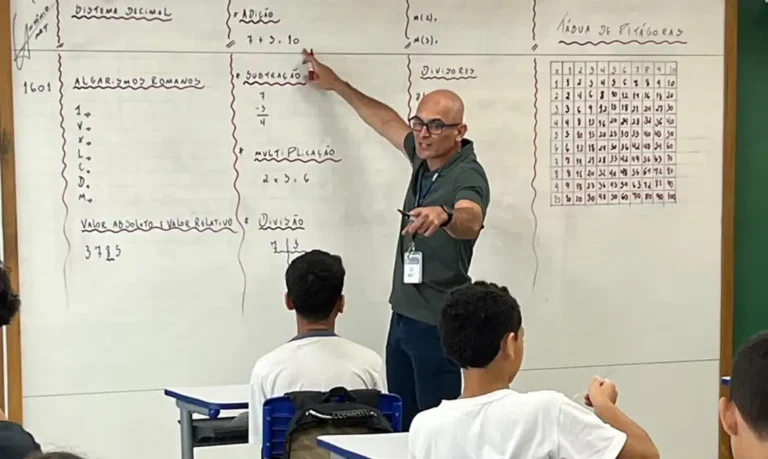 SISTEMA DECIMAL
1601
ALGARISMOS ROMANOS
I.
V.
X.
L.
C.
D.
M.
VALOR ABSOLUTO E VALOR RELATIVO
3785
ADIÇÃO
7 + 3 = 10
SUBTRAÇÃO
7
- 3
4
MULTIPLICAÇÃO
2 x 3 = 6
DIVISÃO
7 3
M(2).
M(3).
DIVISORES
TÁBUA DE PITÁGORAS
x 1 2 3 4 5 6 7 8 9 10
1 1 2 3 4 5 6 7 8 9 10
2 2 4 6 8 10 12 14 16 18 20
3 3 6 9 12 15 18 21 24 27 30
4 4 8 12 16 20 24 28 32 36 40
5 5 10 15 20 25 30 35 40 45 50
6 6 12 18 24 30 36 42 48 54 60
7 7 14 21 28 35 42 49 56 63 70
8 8 16 24 32 40 48 56 64 72 80
9 9 18 27 36 45 54 63 72 81 90
10 10 20 30 40 50 60 70 80 90 100